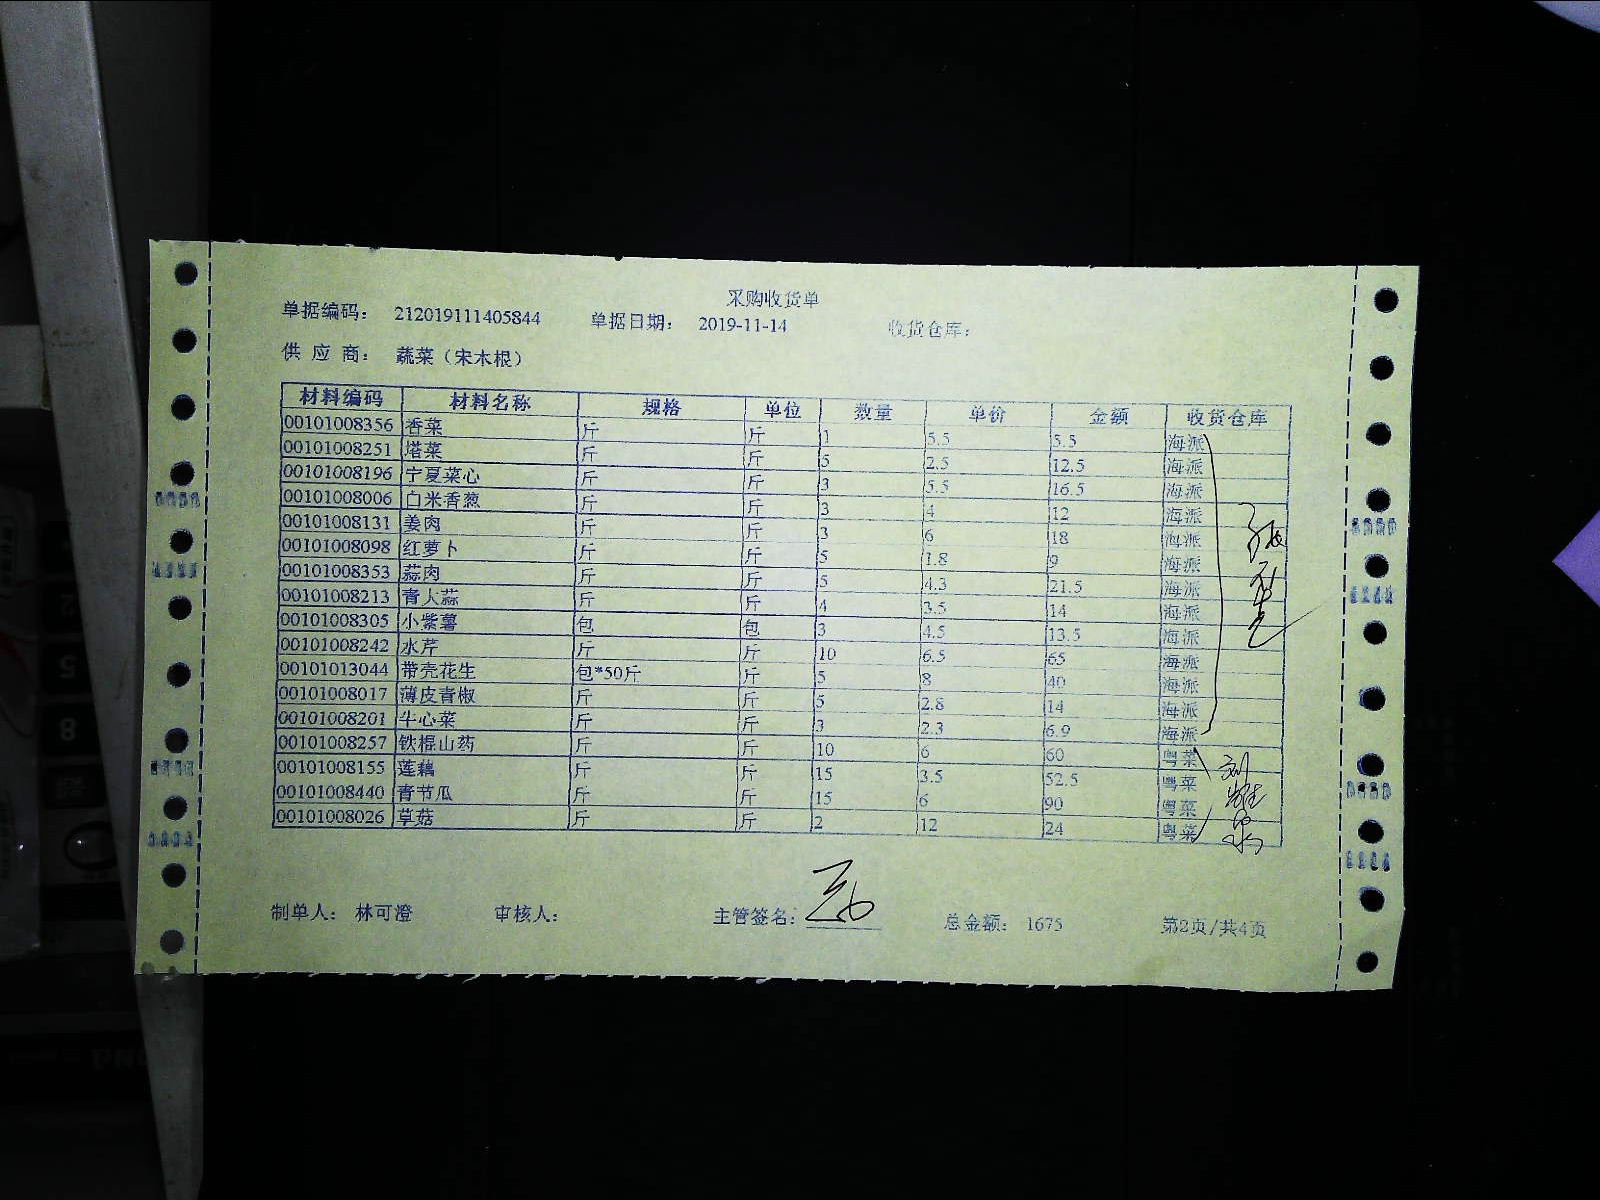 采购收货单
单据编码： 212019111405844 单据日期： 2019-11-14 收货仓库：
供 应 商： 蔬菜（宋木根）
材料编码 材料名称 规格 单位 数量 单价 金额 收货仓库
00101008356 香菜 斤 斤 1 5.5 5.5 海派
00101008251 塔菜 斤 斤 5 2.5 12.5 海派
00101008196 宁夏菜心 斤 斤 3 5.5 16.5 海派
00101008006 白米香葱 斤 斤 3 4 12 海派
00101008131 姜肉 斤 斤 3 6 18 海派
00101008098 红萝卜 斤 斤 5 1.8 9 海派
00101008353 蒜肉 斤 斤 5 4.3 21.5 海派
00101008213 青大蒜 斤 斤 4 3.5 14 海派
00101008305 小紫薯 包 包 3 4.5 13.5 海派
00101008242 水芹 斤 斤 10 6.5 65 海派
00101013044 带壳花生 包*50斤 斤 5 8 40 海派
00101008017 薄皮青椒 斤 斤 5 2.8 14 海派
00101008201 牛心菜 斤 斤 3 2.3 6.9 海派
00101008257 铁棍山药 斤 斤 10 6 60 粤菜
00101008155 莲藕 斤 斤 15 3.5 52.5 粤菜
00101008440 青节瓜 斤 斤 15 6 90 粤菜
00101008026 草菇 斤 斤 2 12 24 粤菜
制单人： 林可澄 审核人： 主管签名： 总金额： 1675 第2页/共4页